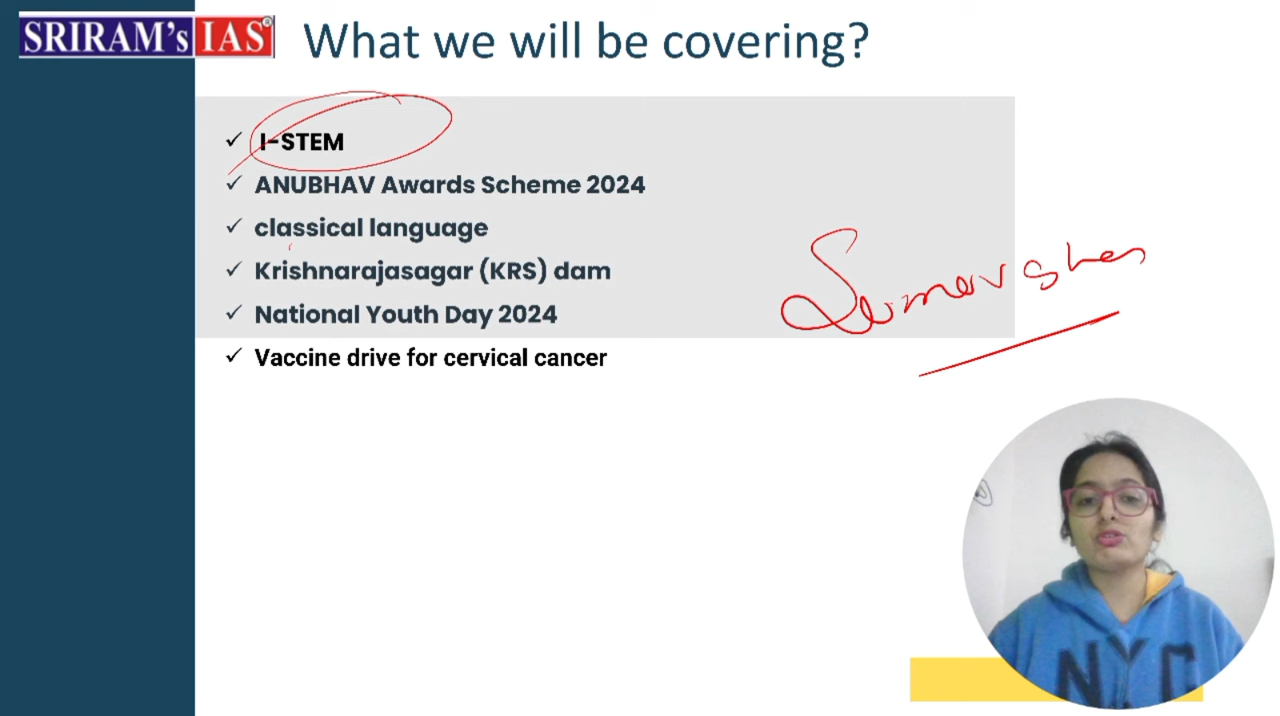 SRIRAM's IAS®
What we will be covering?
✓ I-STEM
✓ ANUBHAV Awards Scheme 2024
✓ classical language
✓ Krishnarajasagar (KRS) dam
✓ National Youth Day 2024
✓ Vaccine drive for cervical cancer
NYC